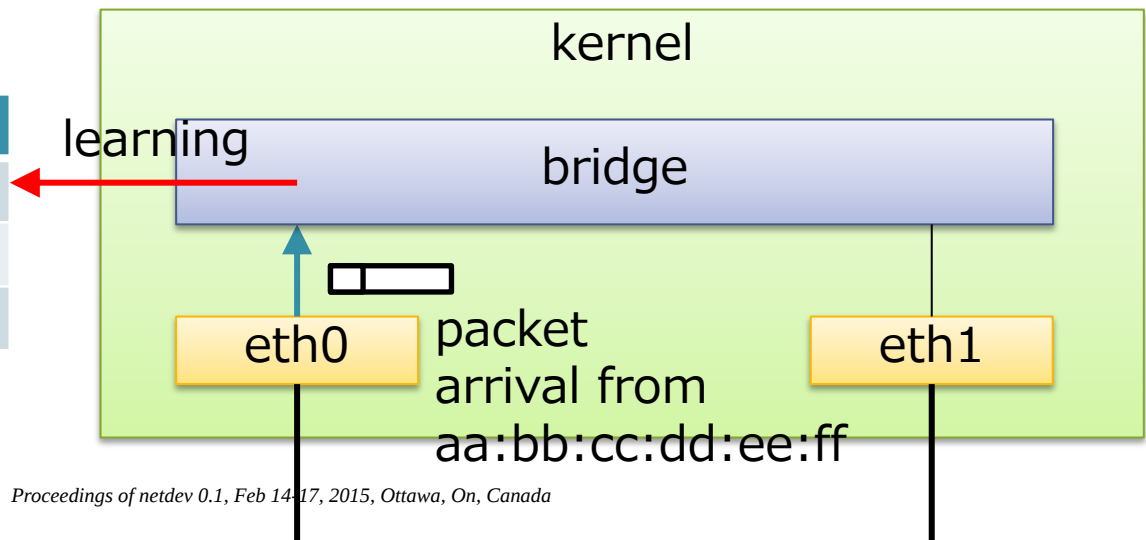 kernel
learning
bridge
eth0
packet
arrival from
aa:bb:cc:dd:ee:ff
eth1
Proceedings of netdev 0.1, Feb 14-17, 2015, Ottawa, On, Canada